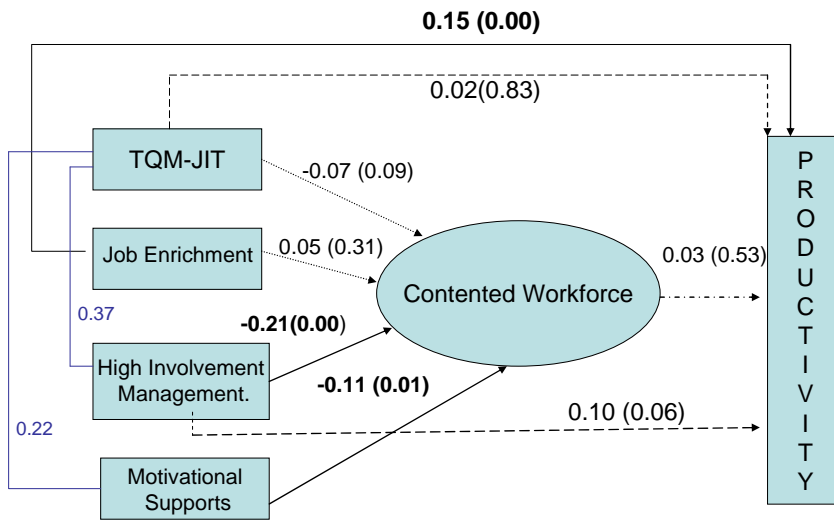 0.15 (0.00)
0.02(0.83)
TQM-JIT
-0.07 (0.09)
Job Enrichment
0.05 (0.31)
Contented Workforce
0.03 (0.53)
0.37
-0.21(0.00)
High Involvement
Management.
-0.11 (0.01)
0.10 (0.06)
0.22
Motivational
Supports
P
R
O
D
U
C
T
I
V
I
T
Y